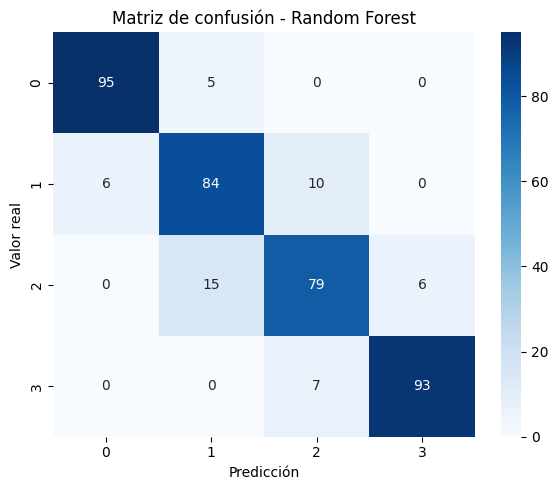 Matriz de confusión - Random Forest
0 95 5 0 0
1 6 84 10 0
2 0 15 79 6
3 0 0 7 93
0 1 2 3
Predicción
Valor real
80
60
40
20
0